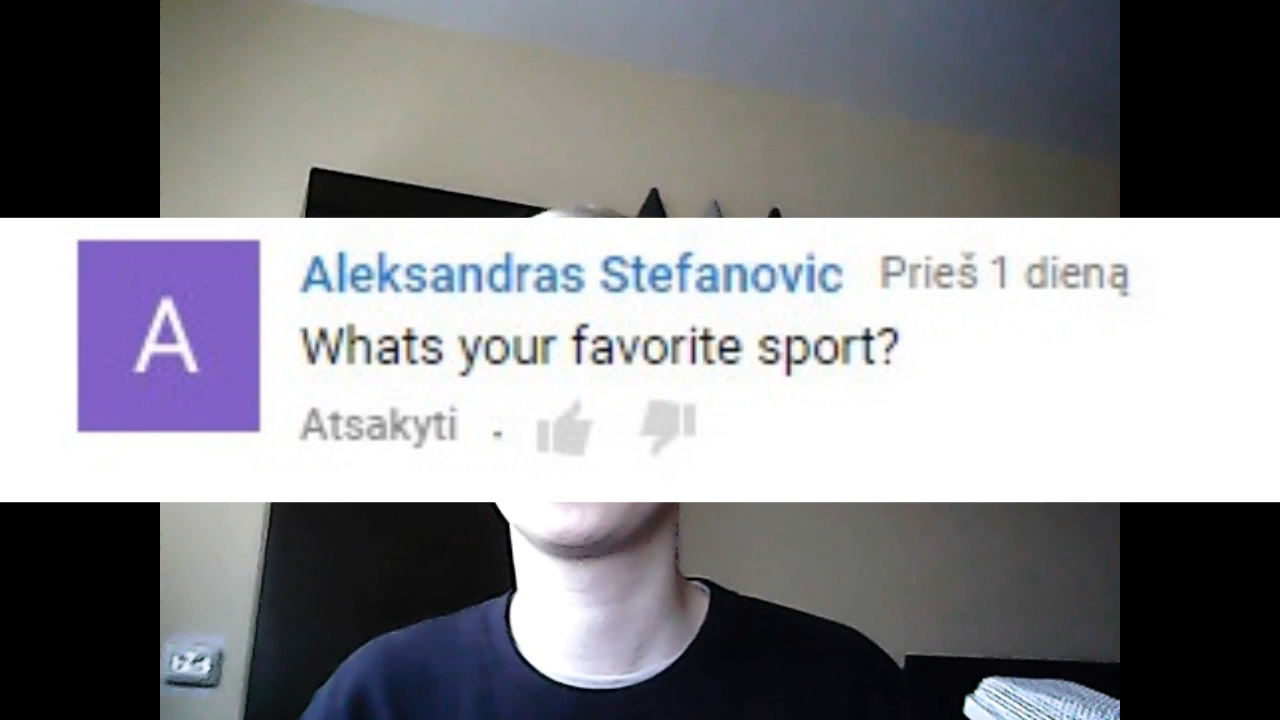 A
Aleksandras Stefanovic Prieš 1 dieną
Whats your favorite sport?
Atsakyti .